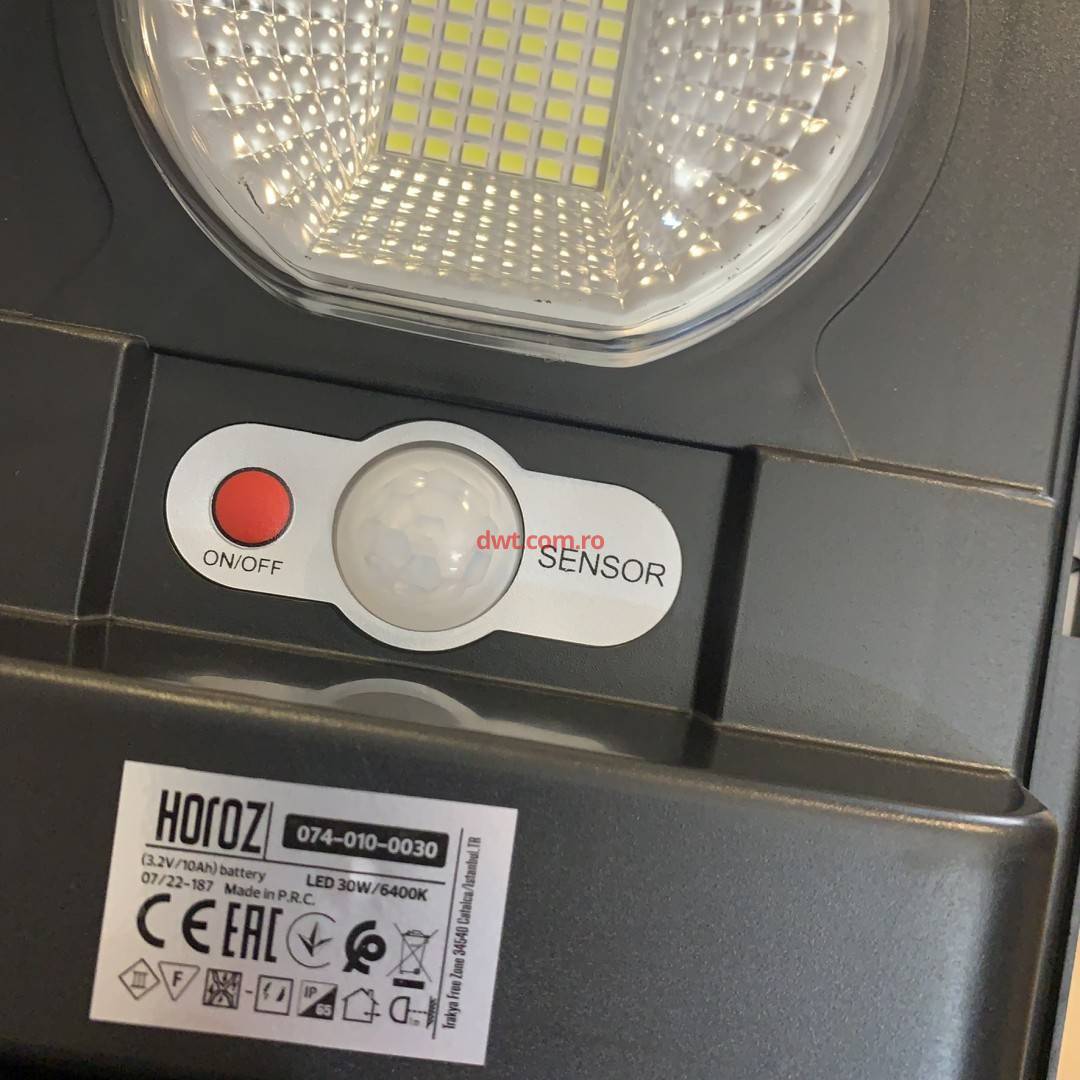 ON/OFF
dwt.com.ro
SENSOR
HOROZ
074-010-0030
(3.2V/10Ah) battery
LED 30W/6400K
07/22-187 Made in P.R.C.
CE EAC
III F IP
65
Trakya Free Zone 34540 Catalca/Istanbul.TR